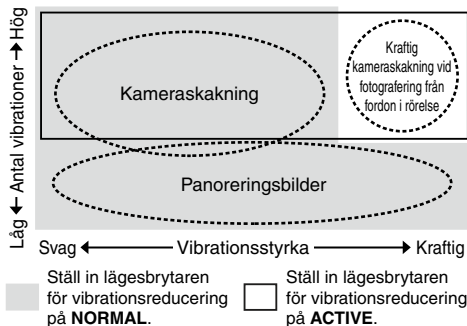 Låg ← Antal vibrationer → Hög
Kameraskakning
Kraftig
kameraskakning vid
fotografering från
fordon i rörelse
Panoreringsbilder
Svag ← Vibrationsstyrka → Kraftig
Ställ in lägesbrytaren
för vibrationsreducering
på NORMAL.
Ställ in lägesbrytaren
för vibrationsreducering
på ACTIVE.